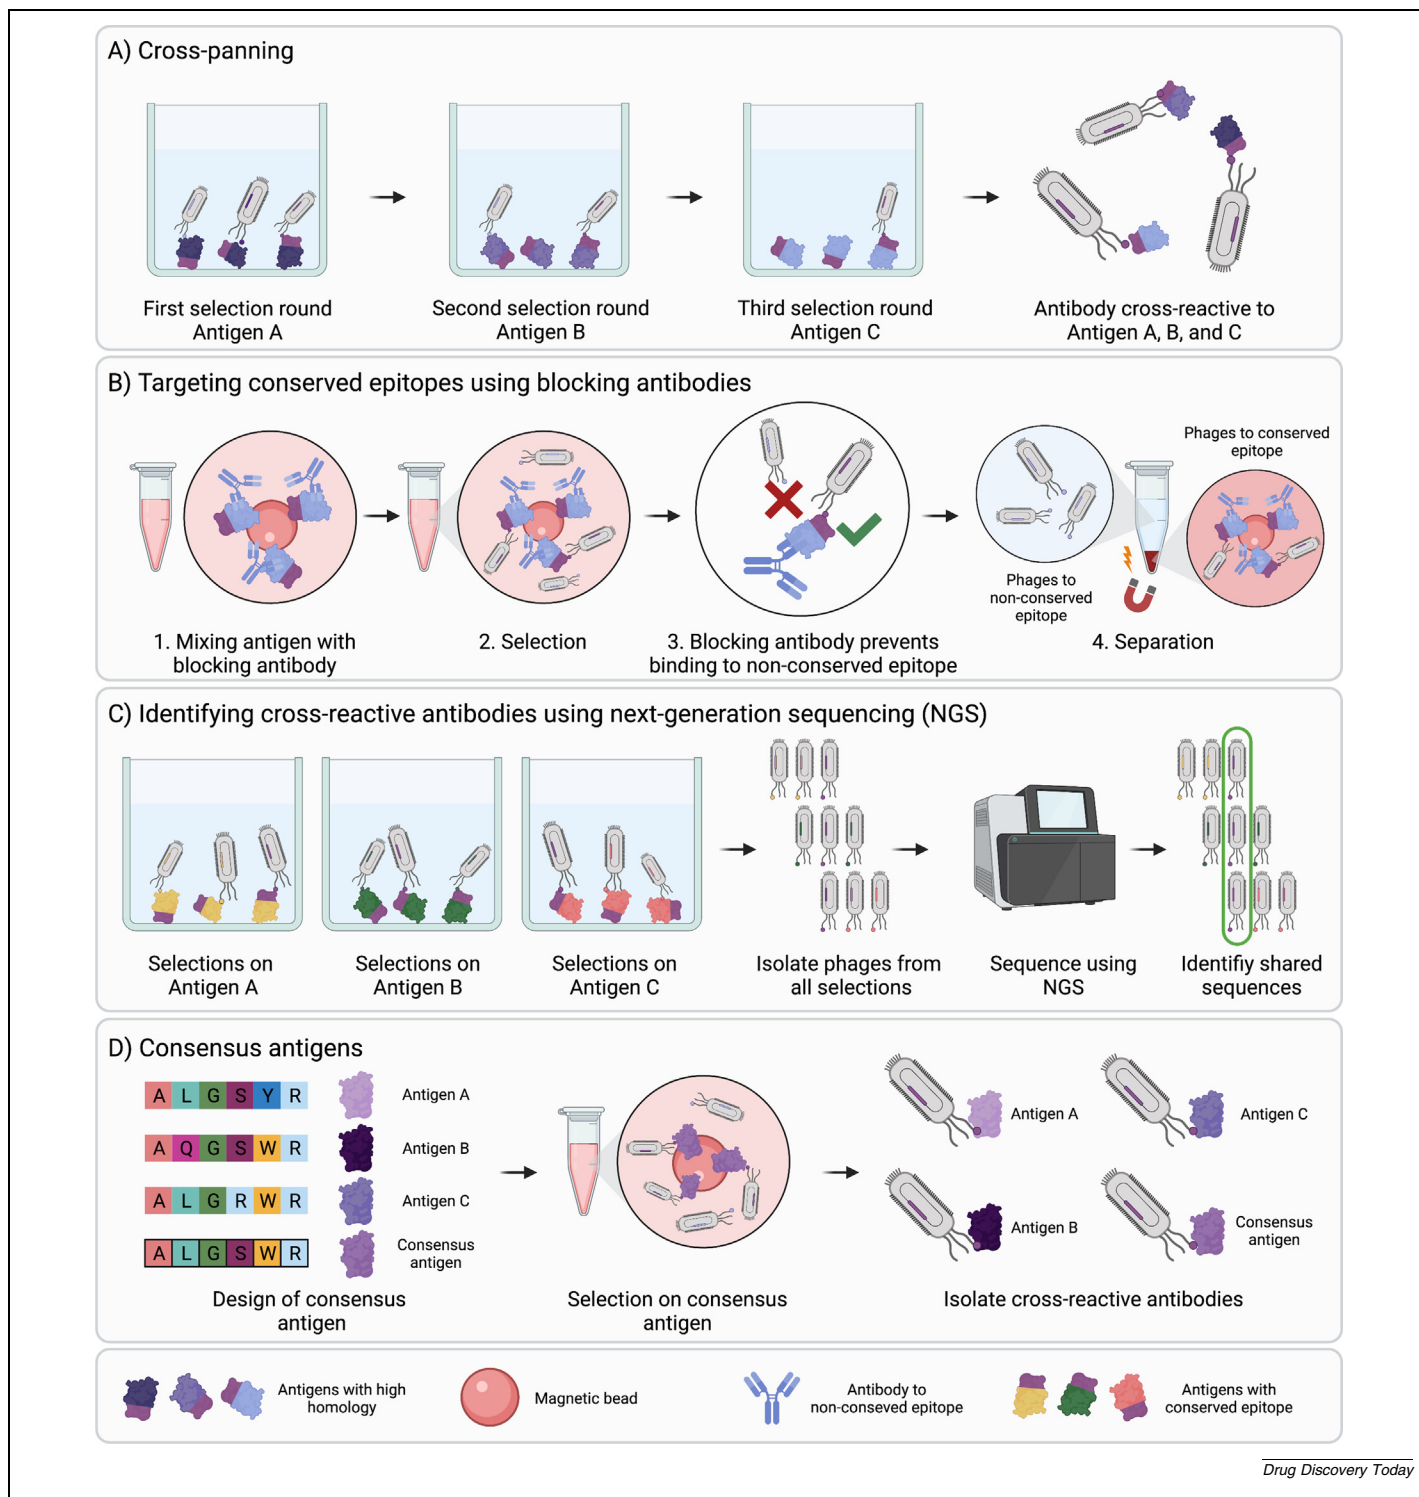 A) Cross-panning
First selection round
Antigen A
Second selection round
Antigen B
Third selection round
Antigen C
Antibody cross-reactive to
Antigen A, B, and C
B) Targeting conserved epitopes using blocking antibodies
1. Mixing antigen with
blocking antibody
2. Selection
3. Blocking antibody prevents
binding to non-conserved epitope
Phages to
non-conserved
epitope
Phages to conserved
epitope
4. Separation
C) Identifying cross-reactive antibodies using next-generation sequencing (NGS)
Selections on
Antigen A
Selections on
Antigen B
Selections on
Antigen C
Isolate phages from
all selections
Sequence using
NGS
Identifiy shared
sequences
D) Consensus antigens
A L G S Y R
Antigen A
A Q G S W R
Antigen B
A L G R W R
Antigen C
A L G S W R
Consensus
antigen
Design of consensus
antigen
Selection on consensus
antigen
Antigen A
Antigen C
Antigen B
Consensus
antigen
Isolate cross-reactive antibodies
Antigens with high
homology
Magnetic bead
Antibody to
non-conseved epitope
Antigens with
conserved epitope
Drug Discovery Today